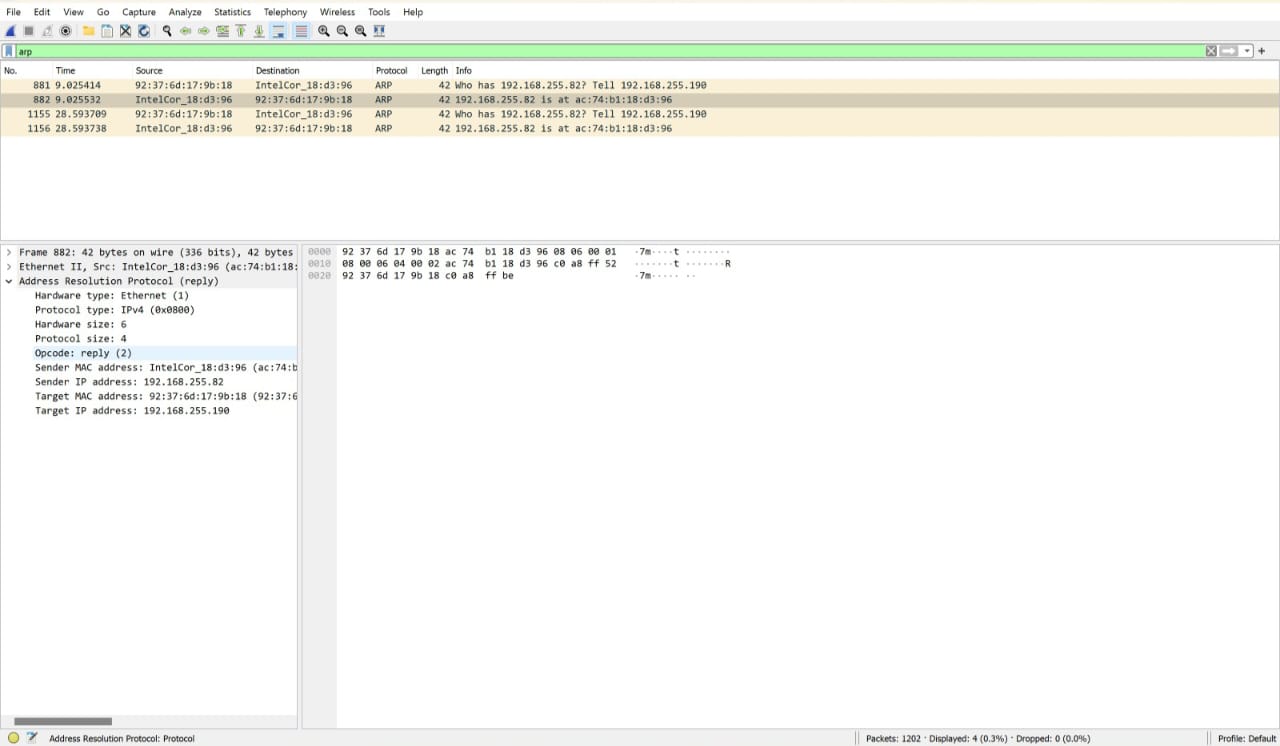 File Edit View Go Capture Analyze Statistics Telephony Wireless Tools Help
arp
No. Time Source Destination Protocol Length Info
881 9.025414 92:37:6d:17:9b:18 IntelCor_18:d3:96 ARP 42 Who has 192.168.255.82? Tell 192.168.255.190
882 9.025532 IntelCor_18:d3:96 92:37:6d:17:9b:18 ARP 42 192.168.255.82 is at ac:74:b1:18:d3:96
1155 28.593709 92:37:6d:17:9b:18 IntelCor_18:d3:96 ARP 42 Who has 192.168.255.82? Tell 192.168.255.190
1156 28.593738 IntelCor_18:d3:96 92:37:6d:17:9b:18 ARP 42 192.168.255.82 is at ac:74:b1:18:d3:96
Frame 882: 42 bytes on wire (336 bits), 42 bytes
Ethernet II, Src: IntelCor_18:d3:96 (ac:74:b1:18:
Address Resolution Protocol (reply)
Hardware type: Ethernet (1)
Protocol type: IPv4 (0x0800)
Hardware size: 6
Protocol size: 4
Opcode: reply (2)
Sender MAC address: IntelCor_18:d3:96 (ac:74:b
Sender IP address: 192.168.255.82
Target MAC address: 92:37:6d:17:9b:18 (92:37:6
Target IP address: 192.168.255.190
0000 92 37 6d 17 9b 18 ac 74 b1 18 d3 96 08 06 00 01 ·7m····t ········
0010 08 00 06 04 00 02 ac 74 b1 18 d3 96 c0 a8 ff 52 ·······t ·······R
0020 92 37 6d 17 9b 18 c0 a8 ff be ·7m····· ··
Address Resolution Protocol: Protocol
Packets: 1202 · Displayed: 4 (0.3%) · Dropped: 0 (0.0%)
Profile: Default